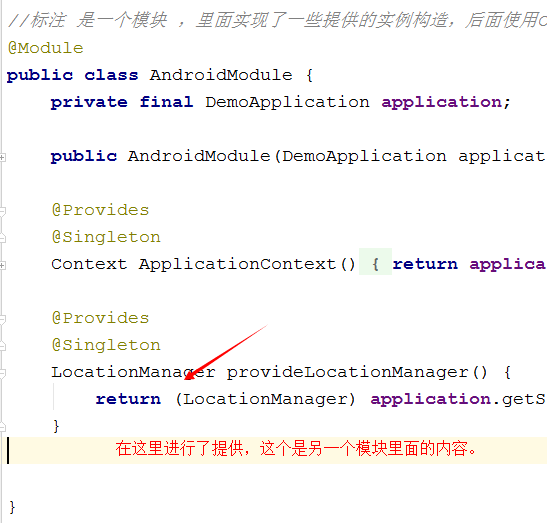 //标注 是一个模块 , 里面实现了一些提供的实例构造, 后面使用
@Module
public class AndroidModule {
private final DemoApplication application;
public AndroidModule(DemoApplication applicat
@Provides
@Singleton
Context ApplicationContext() { return applica
@Provides
@Singleton
LocationManager provideLocationManager() {
return (LocationManager) application.getS
}
在这里进行了提供，这个是另一个模块里面的内容。
}